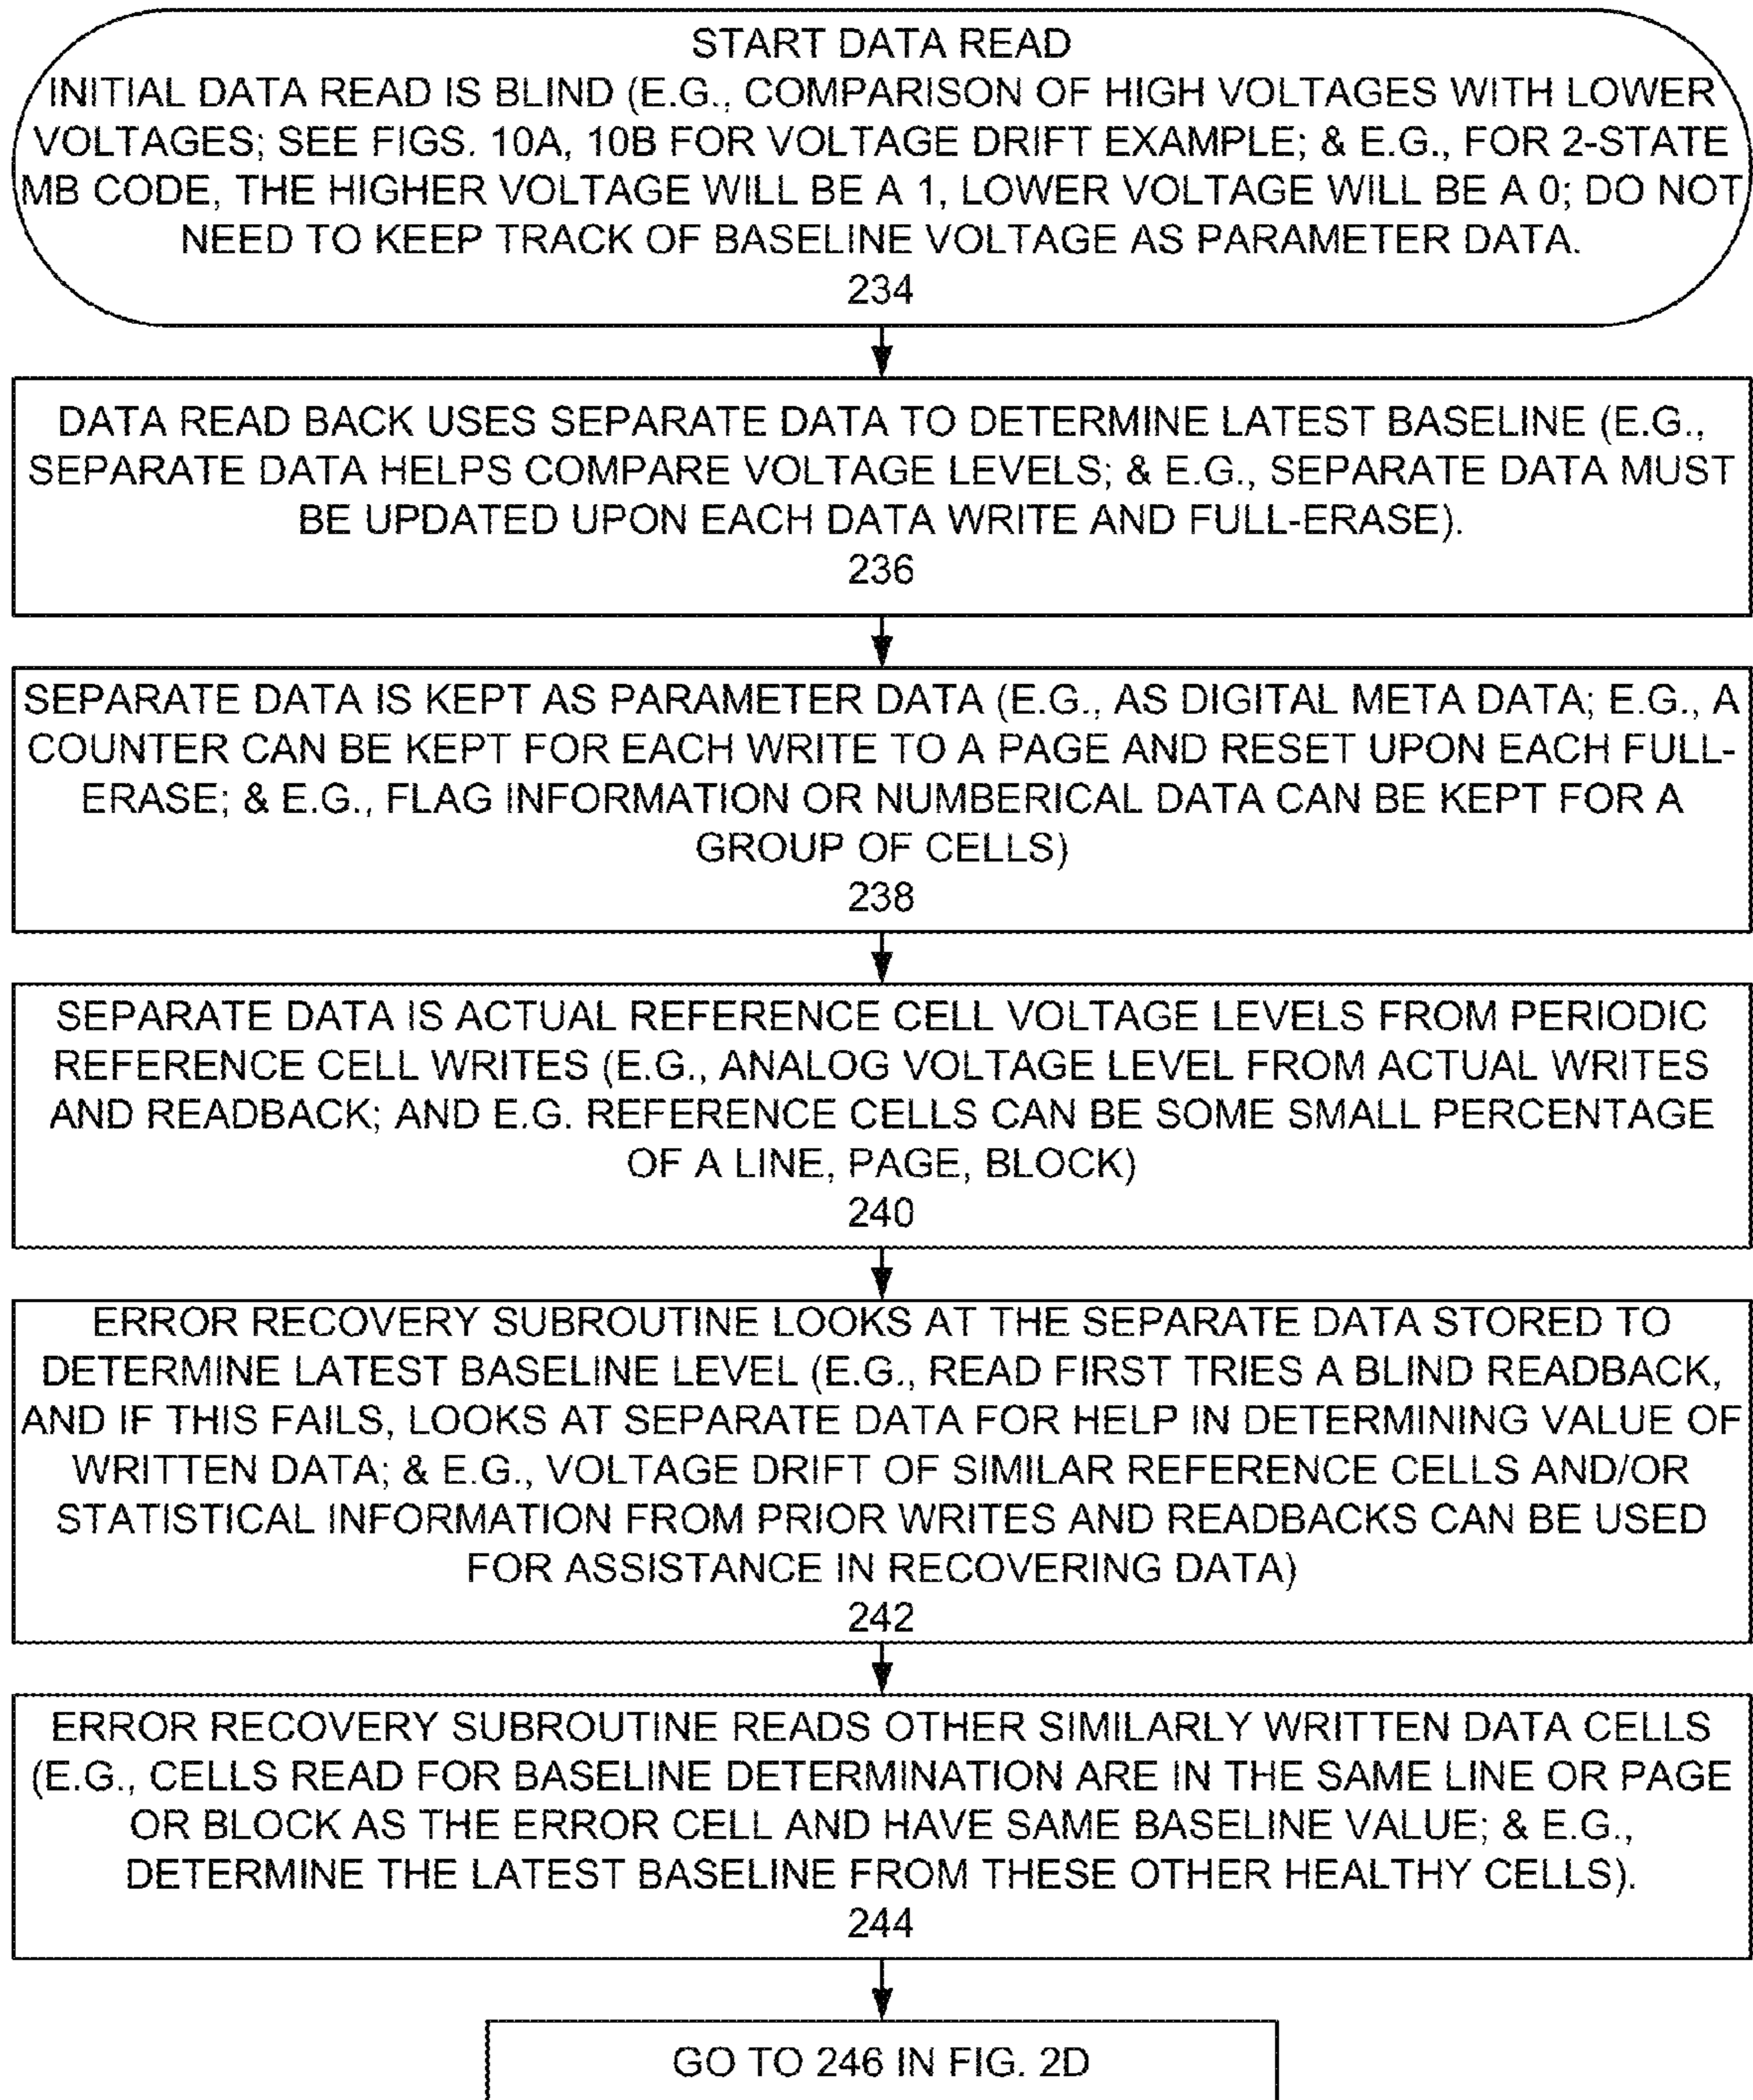 START DATA READ
INITIAL DATA READ IS BLIND (E.G., COMPARISON OF HIGH VOLTAGES WITH LOWER
VOLTAGES; SEE FIGS. 10A, 10B FOR VOLTAGE DRIFT EXAMPLE; & E.G., FOR 2-STATE
MB CODE, THE HIGHER VOLTAGE WILL BE A 1, LOWER VOLTAGE WILL BE A 0; DO NOT
NEED TO KEEP TRACK OF BASELINE VOLTAGE AS PARAMETER DATA.
234
DATA READ BACK USES SEPARATE DATA TO DETERMINE LATEST BASELINE (E.G.,
SEPARATE DATA HELPS COMPARE VOLTAGE LEVELS; & E.G., SEPARATE DATA MUST
BE UPDATED UPON EACH DATA WRITE AND FULL-ERASE).
236
SEPARATE DATA IS KEPT AS PARAMETER DATA (E.G., AS DIGITAL META DATA; E.G., A
COUNTER CAN BE KEPT FOR EACH WRITE TO A PAGE AND RESET UPON EACH FULL-
ERASE; & E.G., FLAG INFORMATION OR NUMBERICAL DATA CAN BE KEPT FOR A
GROUP OF CELLS)
238
SEPARATE DATA IS ACTUAL REFERENCE CELL VOLTAGE LEVELS FROM PERIODIC
REFERENCE CELL WRITES (E.G., ANALOG VOLTAGE LEVEL FROM ACTUAL WRITES
AND READBACK; AND E.G. REFERENCE CELLS CAN BE SOME SMALL PERCENTAGE
OF A LINE, PAGE, BLOCK)
240
ERROR RECOVERY SUBROUTINE LOOKS AT THE SEPARATE DATA STORED TO
DETERMINE LATEST BASELINE LEVEL (E.G., READ FIRST TRIES A BLIND READBACK,
AND IF THIS FAILS, LOOKS AT SEPARATE DATA FOR HELP IN DETERMINING VALUE OF
WRITTEN DATA; & E.G., VOLTAGE DRIFT OF SIMILAR REFERENCE CELLS AND/OR
STATISTICAL INFORMATION FROM PRIOR WRITES AND READBACKS CAN BE USED
FOR ASSISTANCE IN RECOVERING DATA)
242
ERROR RECOVERY SUBROUTINE READS OTHER SIMILARLY WRITTEN DATA CELLS
(E.G., CELLS READ FOR BASELINE DETERMINATION ARE IN THE SAME LINE OR PAGE
OR BLOCK AS THE ERROR CELL AND HAVE SAME BASELINE VALUE; & E.G.,
DETERMINE THE LATEST BASELINE FROM THESE OTHER HEALTHY CELLS).
244
GO TO 246 IN FIG. 2D